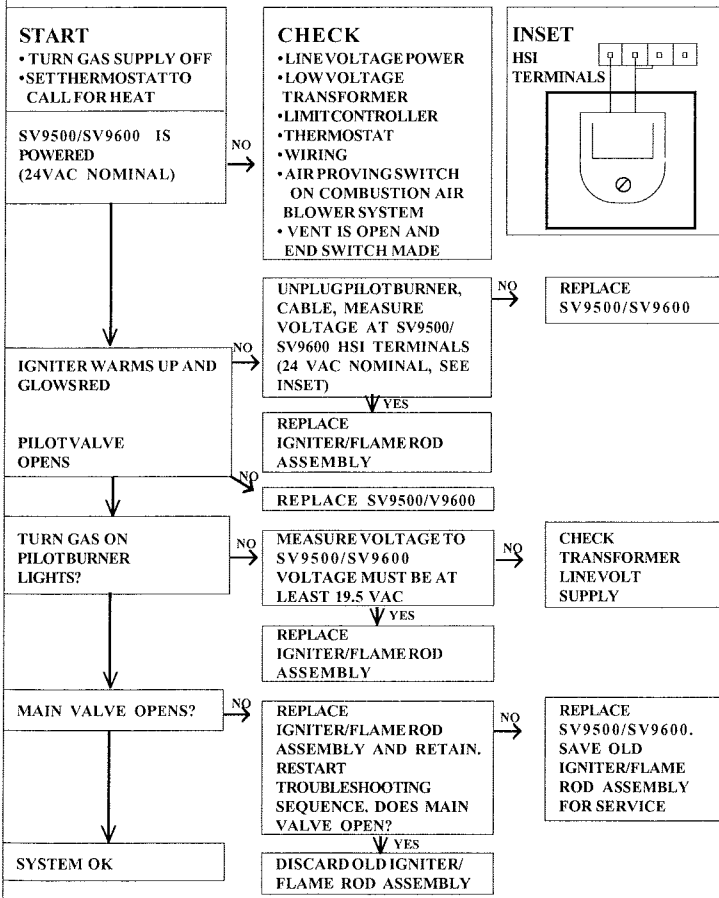 START
• TURN GAS SUPPLY OFF
• SET THERMOSTAT TO
CALL FOR HEAT
SV9500/SV9600 IS
POWERED
(24VAC NOMINAL)
NO
CHECK
• LINE VOLTAGE POWER
• LOW VOLTAGE
TRANSFORMER
• LIMIT CONTROLLER
• THERMOSTAT
• WIRING
• AIR PROVING SWITCH
ON COMBUSTION AIR
BLOWER SYSTEM
• VENT IS OPEN AND
END SWITCH MADE
INSET
HSI
TERMINALS
IGNITER WARMS UP AND
GLOWS RED
NO
UNPLUG PILOT BURNER,
CABLE, MEASURE
VOLTAGE AT SV9500/
SV9600 HSI TERMINALS
(24 VAC NOMINAL, SEE
INSET)
NO
REPLACE
SV9500/SV9600
YES
REPLACE
IGNITER/FLAME ROD
ASSEMBLY
PILOT VALVE
OPENS
NO
REPLACE SV9500/V9600
TURN GAS ON
PILOT BURNER
LIGHTS?
NO
MEASURE VOLTAGE TO
SV9500/SV9600
VOLTAGE MUST BE AT
LEAST 19.5 VAC
NO
CHECK
TRANSFORMER
LINE VOLT
SUPPLY
YES
REPLACE
IGNITER/FLAME ROD
ASSEMBLY
MAIN VALVE OPENS?
NO
REPLACE
IGNITER/FLAME ROD
ASSEMBLY AND RETAIN.
RESTART
TROUBLESHOOTING
SEQUENCE. DOES MAIN
VALVE OPEN?
NO
REPLACE
SV9500/SV9600.
SAVE OLD
IGNITER/FLAME
ROD ASSEMBLY
FOR SERVICE
YES
DISCARD OLD IGNITER/
FLAME ROD ASSEMBLY
SYSTEM OK